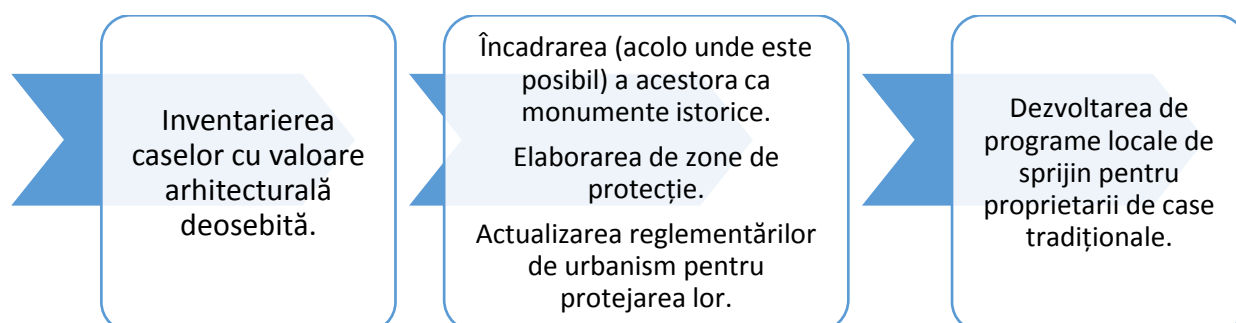 Inventarierea
caselor cu valoare
arhitecturală
deosebită.
Încadrarea (acolo unde este
posibil) a acestora ca
monumente istorice.
Elaborarea de zone de
protecție.
Actualizarea reglementărilor
de urbanism pentru
protejarea lor.
Dezvoltarea de
programe locale de
sprijin pentru
proprietarii de case
tradiționale.